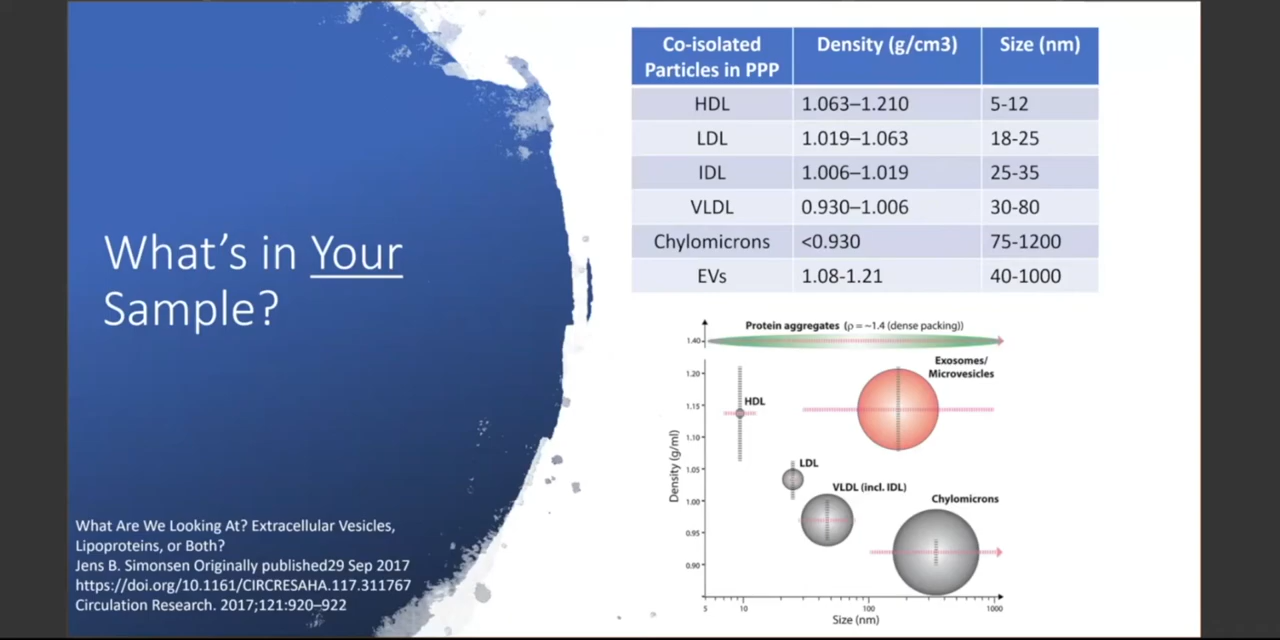 What's in Your
Sample?
What Are We Looking At? Extracellular Vesicles,
Lipoproteins, or Both?
Jens B. Simonsen Originally published29 Sep 2017
https://doi.org/10.1161/CIRCRESAHA.117.311767
Circulation Research. 2017;121:920–922
Co-isolated
Particles in PPP
Density (g/cm3)
Size (nm)
HDL 1.063–1.210 5-12
LDL 1.019–1.063 18-25
IDL 1.006–1.019 25-35
VLDL 0.930–1.006 30-80
Chylomicrons <0.930 75-1200
EVs 1.08-1.21 40-1000
Protein aggregates (ρ = ~1.4 (dense packing))
Exosomes/
Microvesicles
HDL
LDL
VLDL (incl. IDL)
Chylomicrons
Density (g/ml)
1.40
1.20
1.15
1.10
1.05
1.00
0.95
0.90
5 10 100 1000
Size (nm)